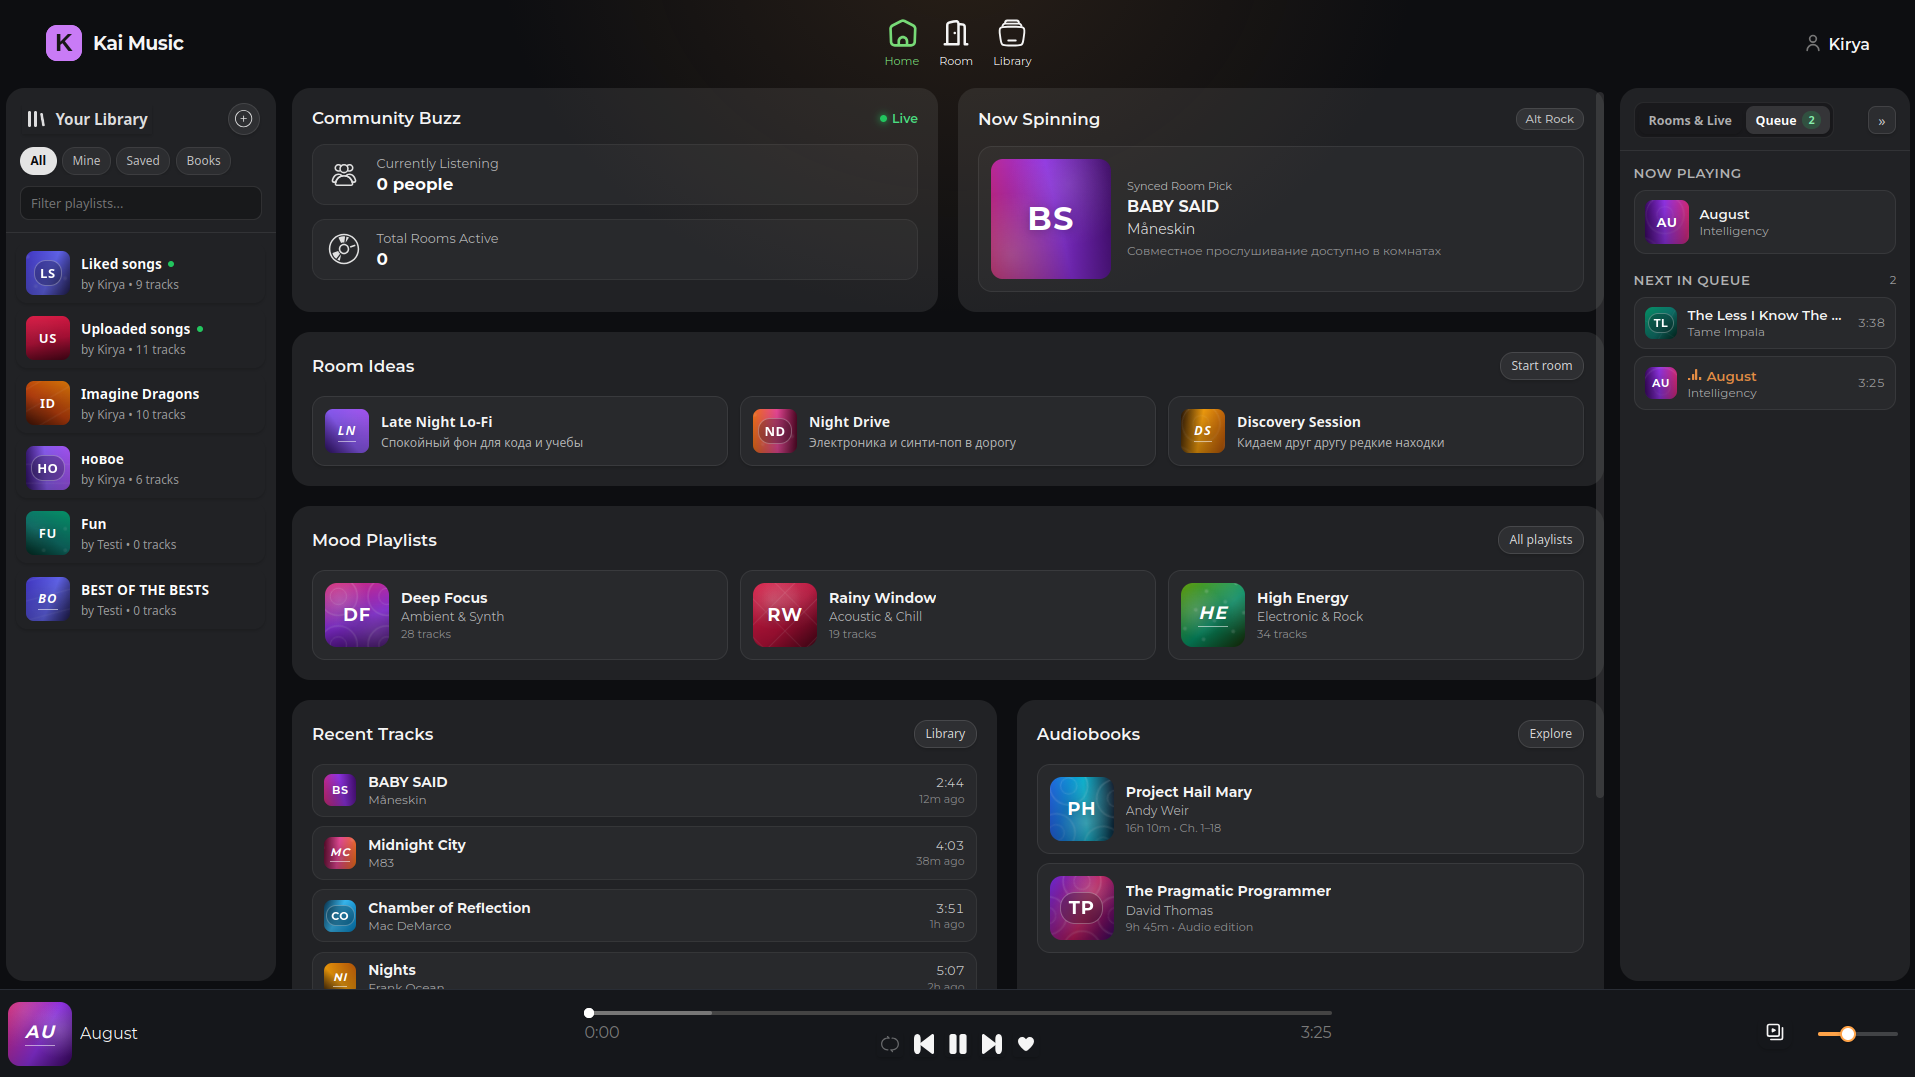 K Kai Music
Home
Room
Library
Kirya
Your Library
All
Mine
Saved
Books
Filter playlists...
LS
Liked songs
by Kirya • 9 tracks
US
Uploaded songs
by Kirya • 11 tracks
ID
Imagine Dragons
by Kirya • 10 tracks
НО
новое
by Kirya • 6 tracks
FU
Fun
by Testi • 0 tracks
BO
BEST OF THE BESTS
by Testi • 0 tracks
Community Buzz
Live
Currently Listening
0 people
Total Rooms Active
0
Now Spinning
Alt Rock
BS
Synced Room Pick
BABY SAID
Måneskin
Совместное прослушивание доступно в комнатах
Room Ideas
Start room
LN
Late Night Lo-Fi
Спокойный фон для кода и учебы
ND
Night Drive
Электроника и синти-поп в дорогу
DS
Discovery Session
Кидаем друг другу редкие находки
Mood Playlists
All playlists
DF
Deep Focus
Ambient & Synth
28 tracks
RW
Rainy Window
Acoustic & Chill
19 tracks
HE
High Energy
Electronic & Rock
34 tracks
Recent Tracks
Library
BS
BABY SAID
Måneskin
2:44
12m ago
MC
Midnight City
M83
4:03
38m ago
CO
Chamber of Reflection
Mac DeMarco
3:51
1h ago
NI
Nights
Frank Ocean
5:07
2h ago
Audiobooks
Explore
PH
Project Hail Mary
Andy Weir
16h 10m • Ch. 1–18
TP
The Pragmatic Programmer
David Thomas
9h 45m • Audio edition
Rooms & Live
Queue 2
»
NOW PLAYING
AU
August
Intelligency
NEXT IN QUEUE
2
TL
The Less I Know The ...
Tame Impala
3:38
AU
August
Intelligency
3:25
AU
August
0:00
3:25